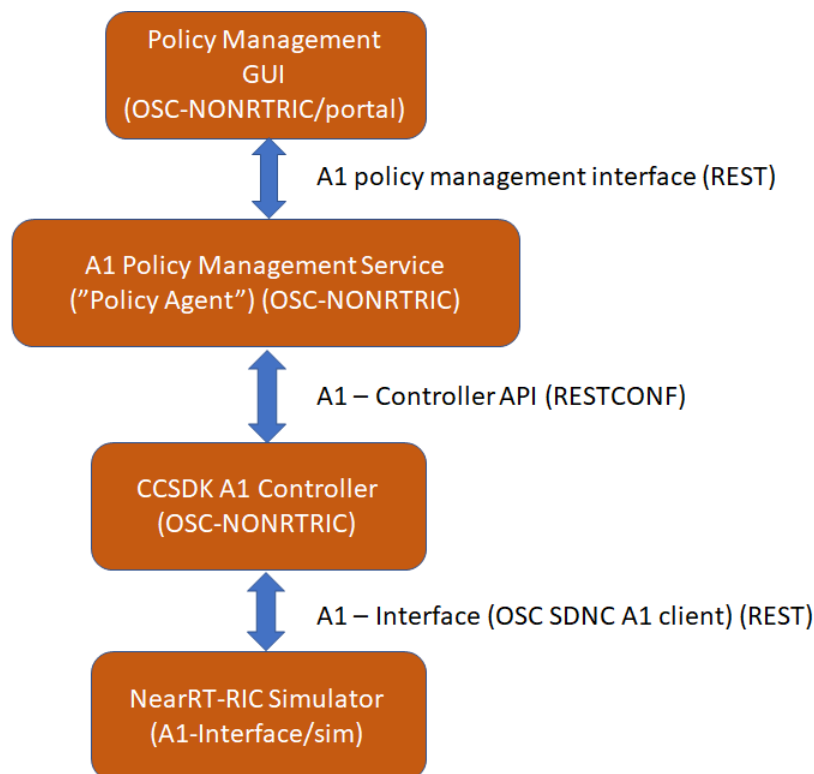 Policy Management
GUI
(OSC-NONRTRIC/portal)
A1 policy management interface (REST)
A1 Policy Management Service
(”Policy Agent”) (OSC-NONRTRIC)
A1 – Controller API (RESTCONF)
CCSDK A1 Controller
(OSC-NONRTRIC)
A1 – Interface (OSC SDNC A1 client) (REST)
NearRT-RIC Simulator
(A1-Interface/sim)